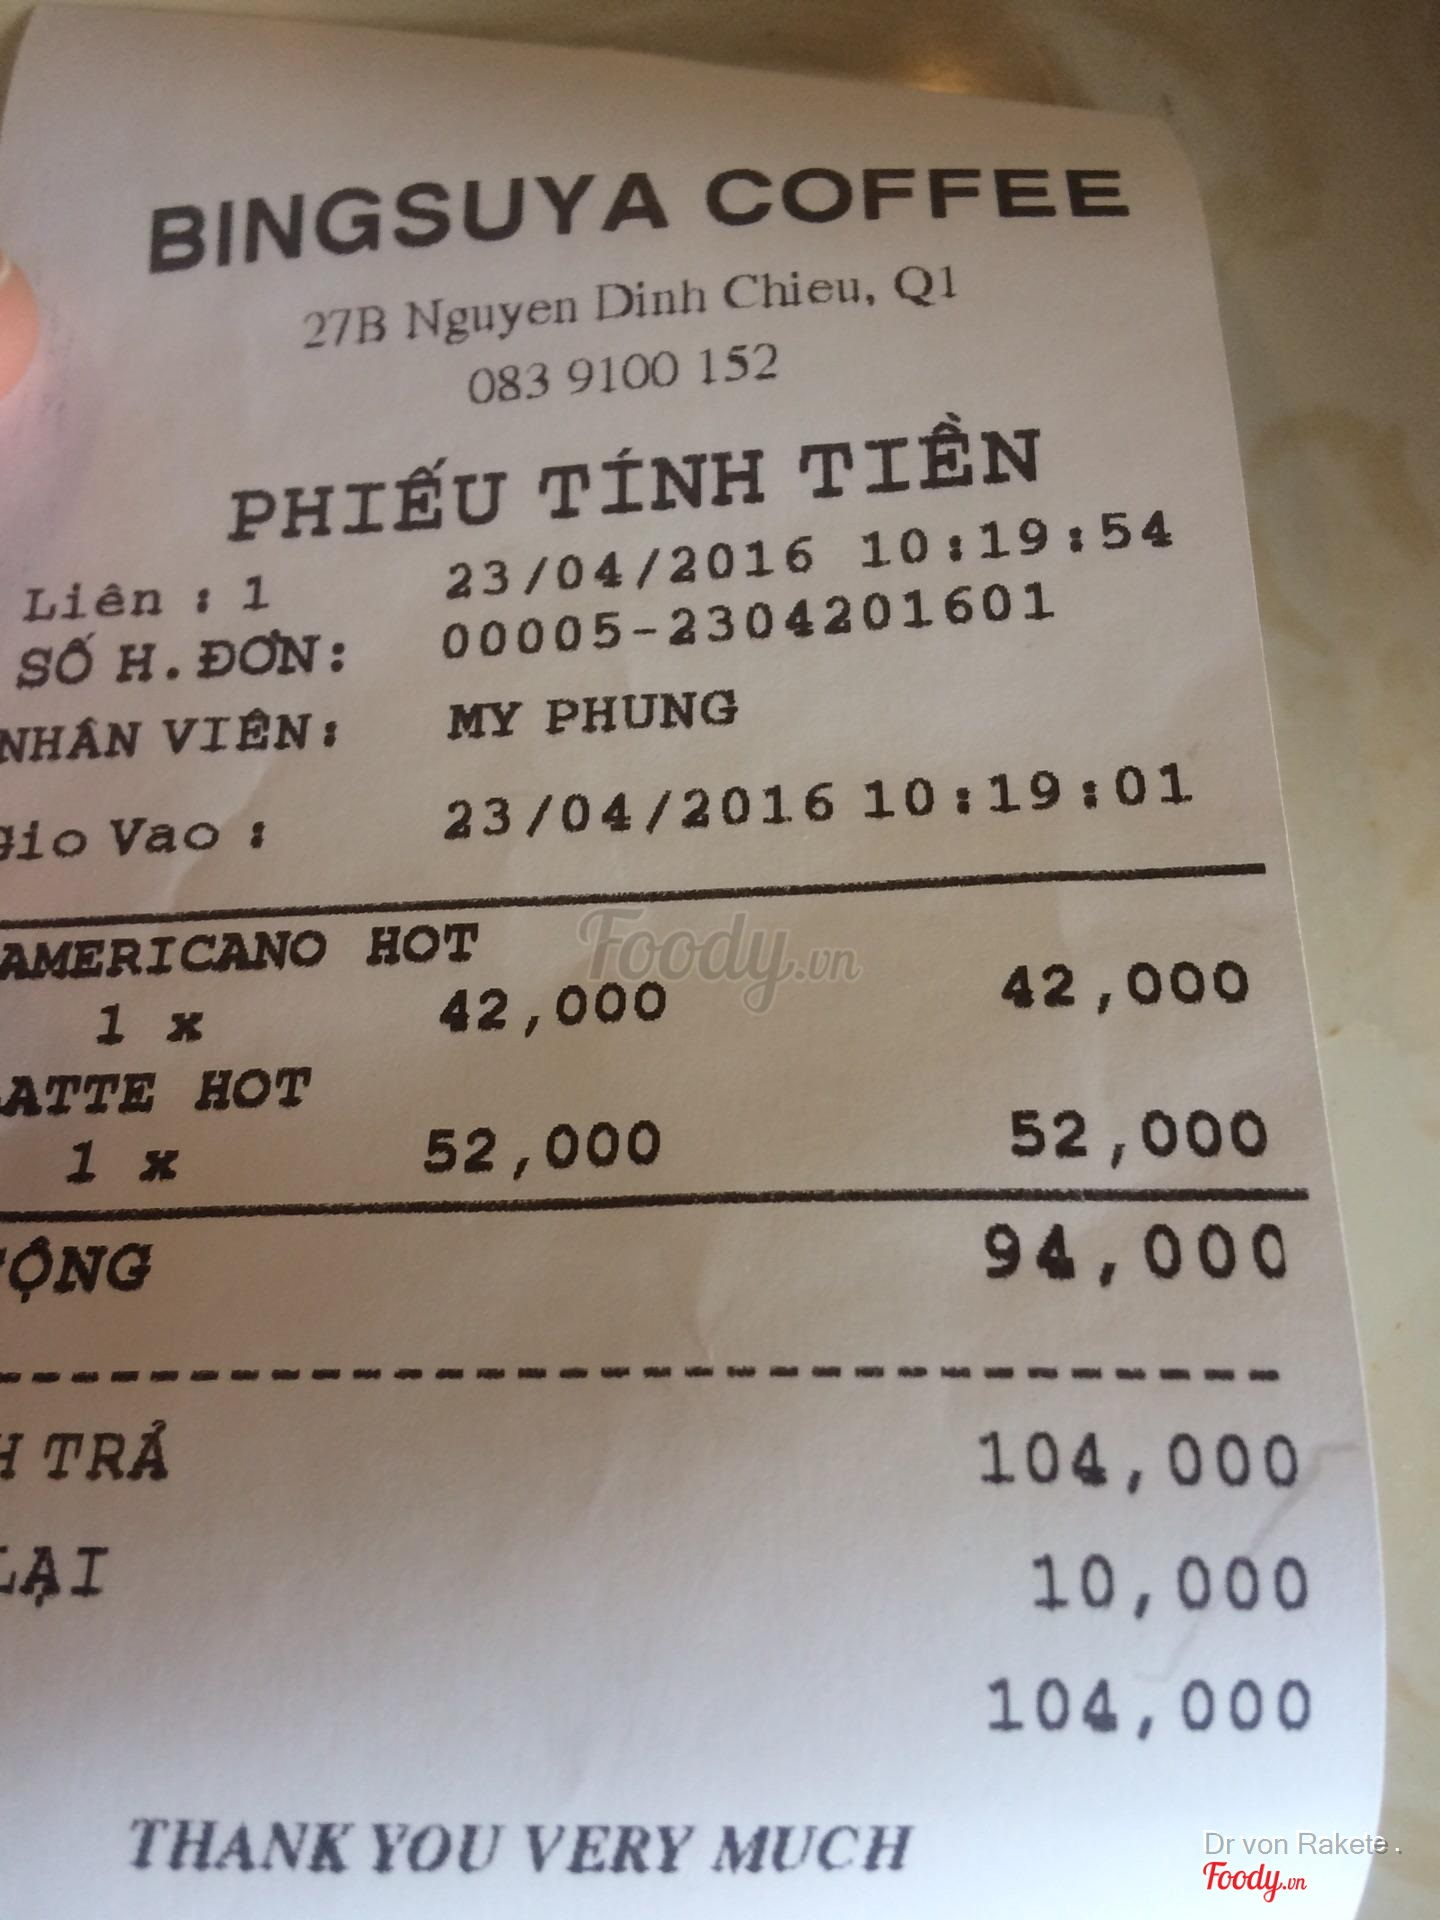 BINGSUYA COFFEE
27B Nguyen Dinh Chieu, Q1
083 9100 152
PHIẾU TÍNH TIỀN
Liên : 1 23/04/2016 10:19:54
SỐ H.ĐƠN: 00005-2304201601
NHÂN VIÊN: MY PHUNG
Gio Vao : 23/04/2016 10:19:01
AMERICANO HOT
1 x 42,000 42,000
LATTE HOT
1 x 52,000 52,000
CỘNG 94,000
H TRẢ 104,000
LẠI 10,000
104,000
THANK YOU VERY MUCH
Foody.vn
Dr von Rakete .
Foody.vn